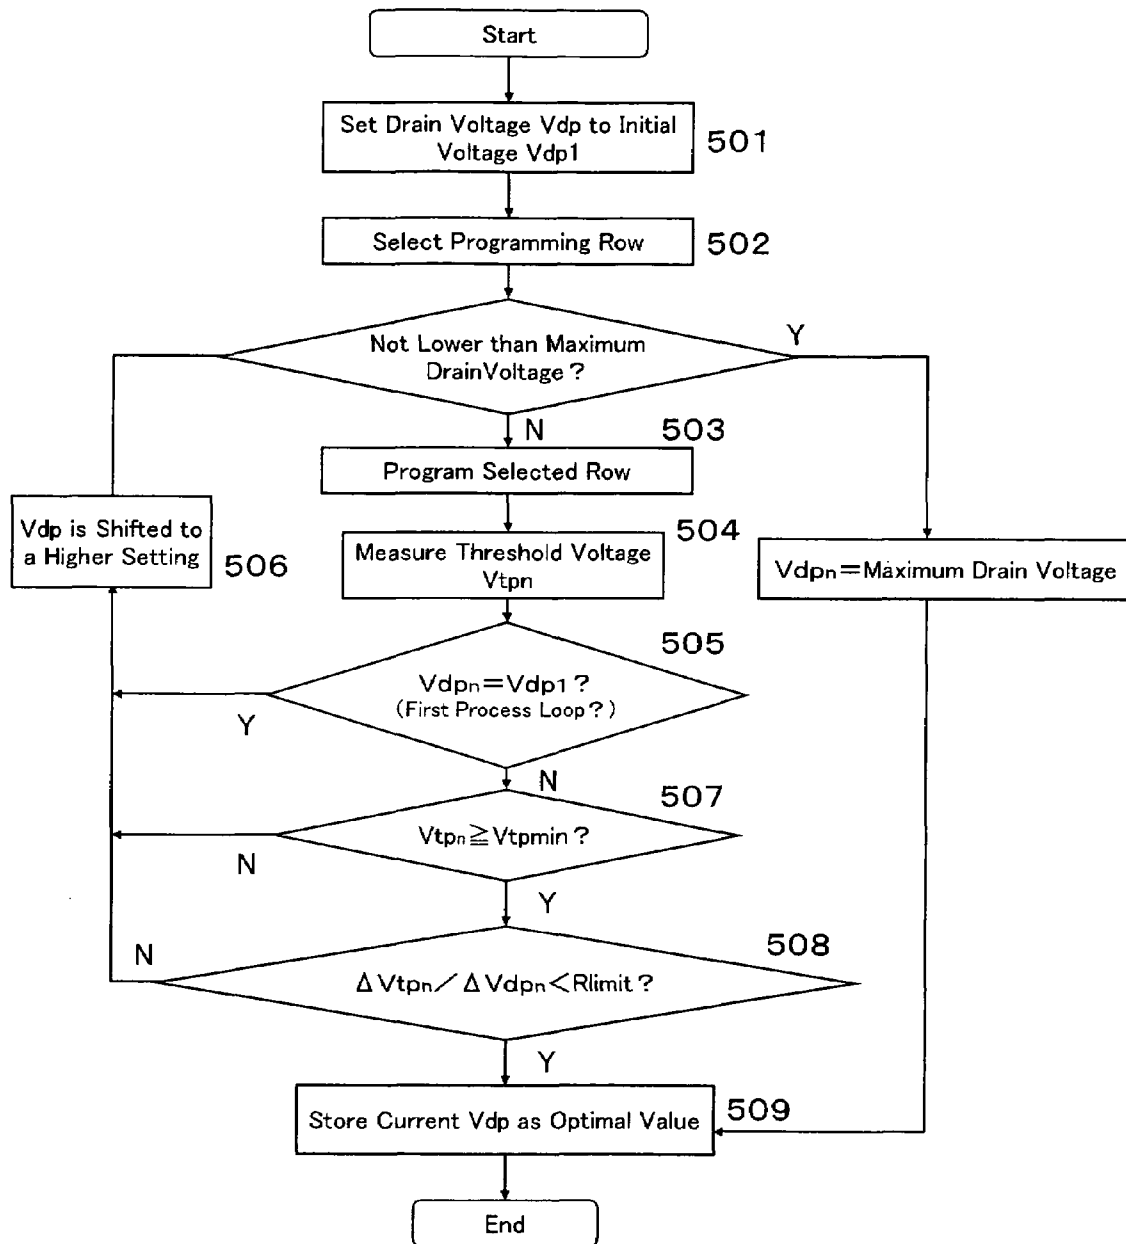 Start
Set Drain Voltage Vdp to Initial
Voltage Vdp1
501
Select Programming Row
502
Not Lower than Maximum
DrainVoltage?
Y
N
503
Program Selected Row
504
Measure Threshold Voltage
Vtpn
Vdp is Shifted to
a Higher Setting
506
Vdpn=Maximum Drain Voltage
505
Vdpn=Vdp1?
(First Process Loop?)
Y
N
507
Vtpn≧Vtpmin?
N
Y
508
N
ΔVtpn/ΔVdpn<Rlimit?
Y
Store Current Vdp as Optimal Value
509
End